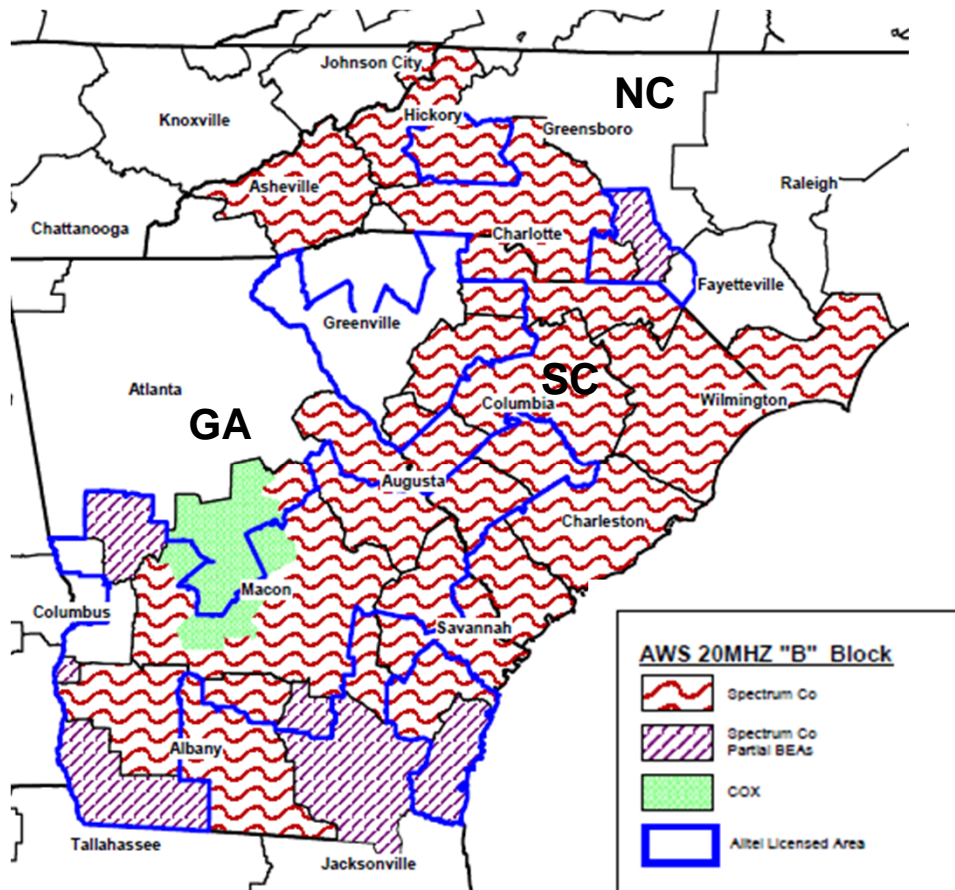 Johnson City
NC
Knoxville
Hickory
Greensboro
Raleigh
Asheville
Chattanooga
Charlotte
Fayetteville
Greenville
Atlanta
SC
Columbia
Wilmington
GA
Augusta
Charleston
Macon
Columbus
Savannah
Albany
Tallahassee
Jacksonville
AWS 20MHZ "B" Block
Spectrum Co
Spectrum Co
Partial BEAs
COX
Alltel Licensed Area